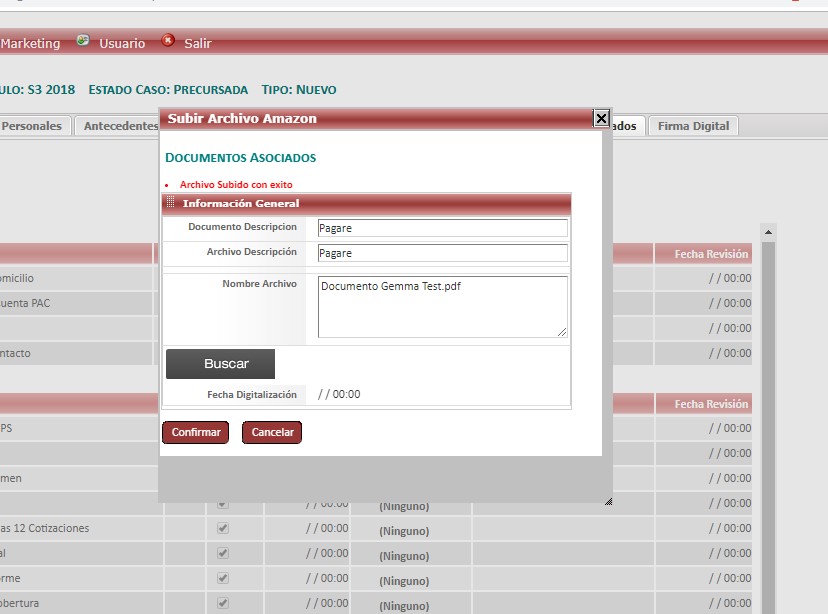 Marketing Usuario Salir
ULO: S3 2018 ESTADO CASO: PRECURSADA TIPO: NUEVO
Personales Antecedentes ados Firma Digital
Subir Archivo Amazon
DOCUMENTOS ASOCIADOS
Archivo Subido con exito
Información General
Documento Descripcion Pagare
Archivo Descripción Pagare
Nombre Archivo Documento Gemma Test.pdf
Buscar
Fecha Digitalización / / 00:00
Confirmar Cancelar
Fecha Revisión
omicilio / / 00:00
uenta PAC / / 00:00
/ / 00:00
ntacto / / 00:00
Fecha Revisión
PS / / 00:00
/ / 00:00
men / / 00:00
/ / 00:00 (Ninguno) / / 00:00
as 12 Cotizaciones / / 00:00 (Ninguno) / / 00:00
al / / 00:00 (Ninguno) / / 00:00
orme / / 00:00 (Ninguno) / / 00:00
obertura / / 00:00 (Ninguno) / / 00:00